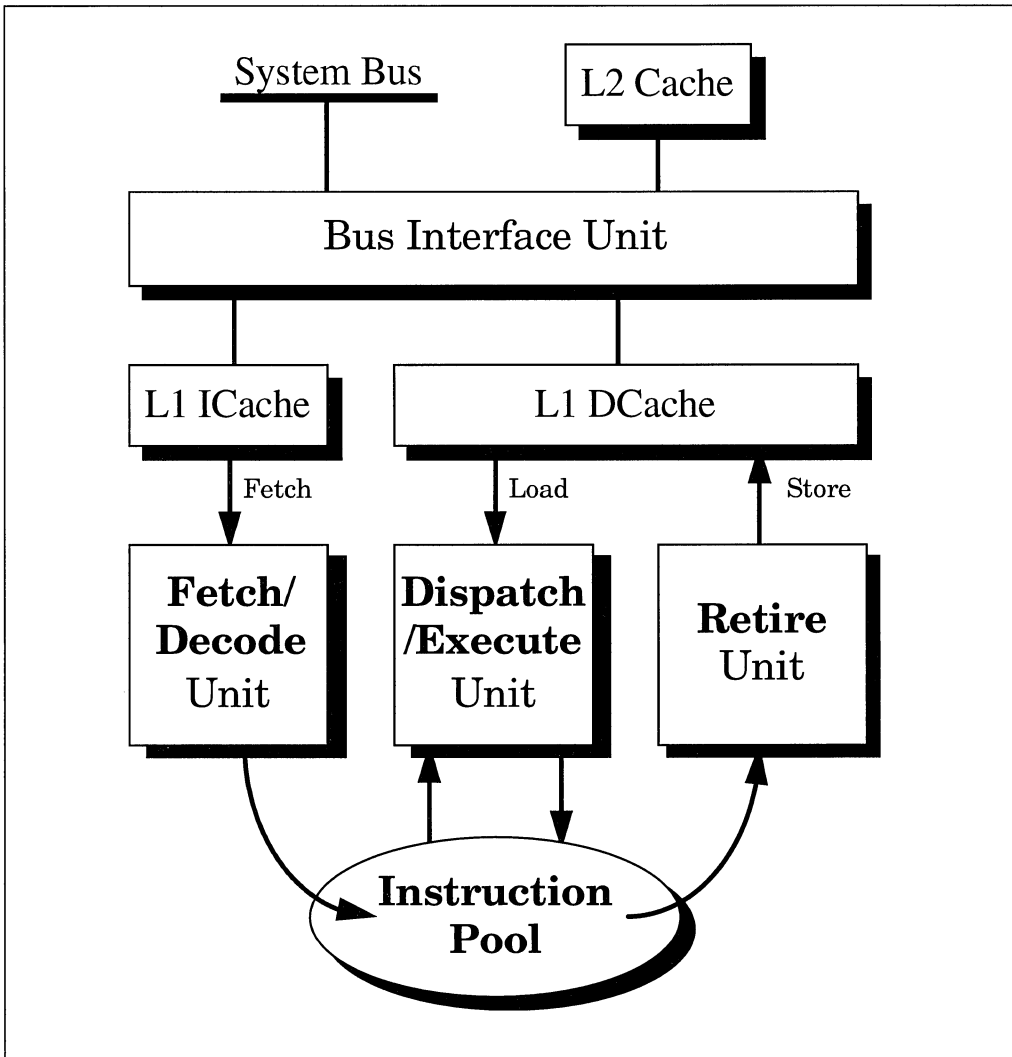 System Bus
L2 Cache
Bus Interface Unit
L1 ICache
L1 DCache
Fetch
Load
Store
Fetch/
Decode
Unit
Dispatch
/Execute
Unit
Retire
Unit
Instruction
Pool